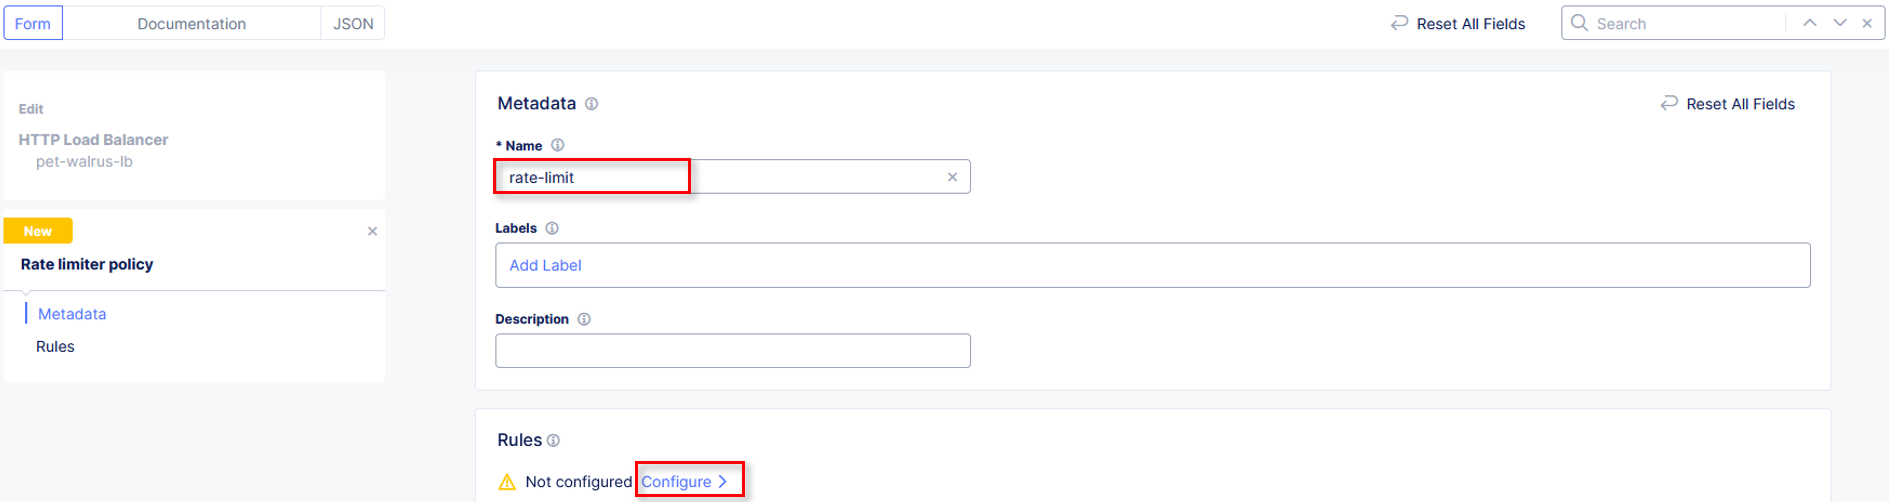 Form Documentation JSON Reset All Fields Search
Edit
HTTP Load Balancer
pet-walrus-lb
New
Rate limiter policy
Metadata
Rules
Metadata Reset All Fields
* Name
rate-limit
Labels
Add Label
Description
Rules
Not configured Configure